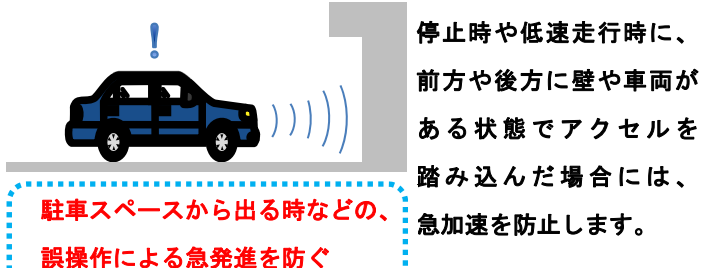 停止時や低速走行時に、
前方や後方に壁や車両が
ある状態でアクセルを
踏み込んだ場合には、
急加速を防止します。
駐車スペースから出る時などの、
誤操作による急発進を防ぐ